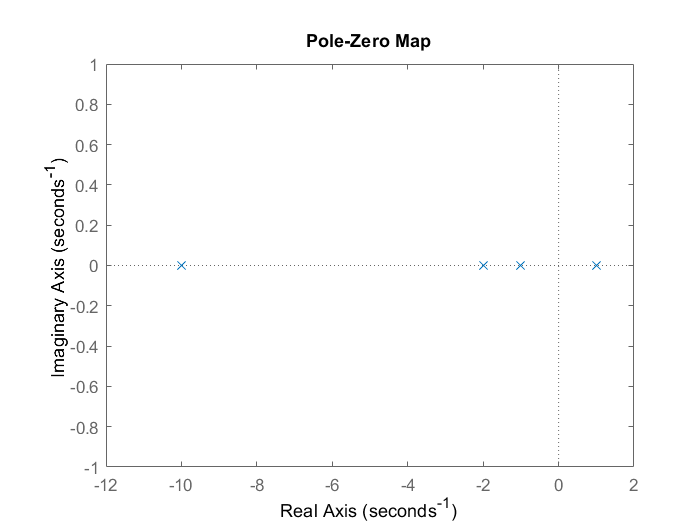 Pole-Zero Map
1
0.8
0.6
0.4
0.2
0
-0.2
-0.4
-0.6
-0.8
-1
Imaginary Axis (seconds⁻¹)
-12 -10 -8 -6 -4 -2 0 2
Real Axis (seconds⁻¹)